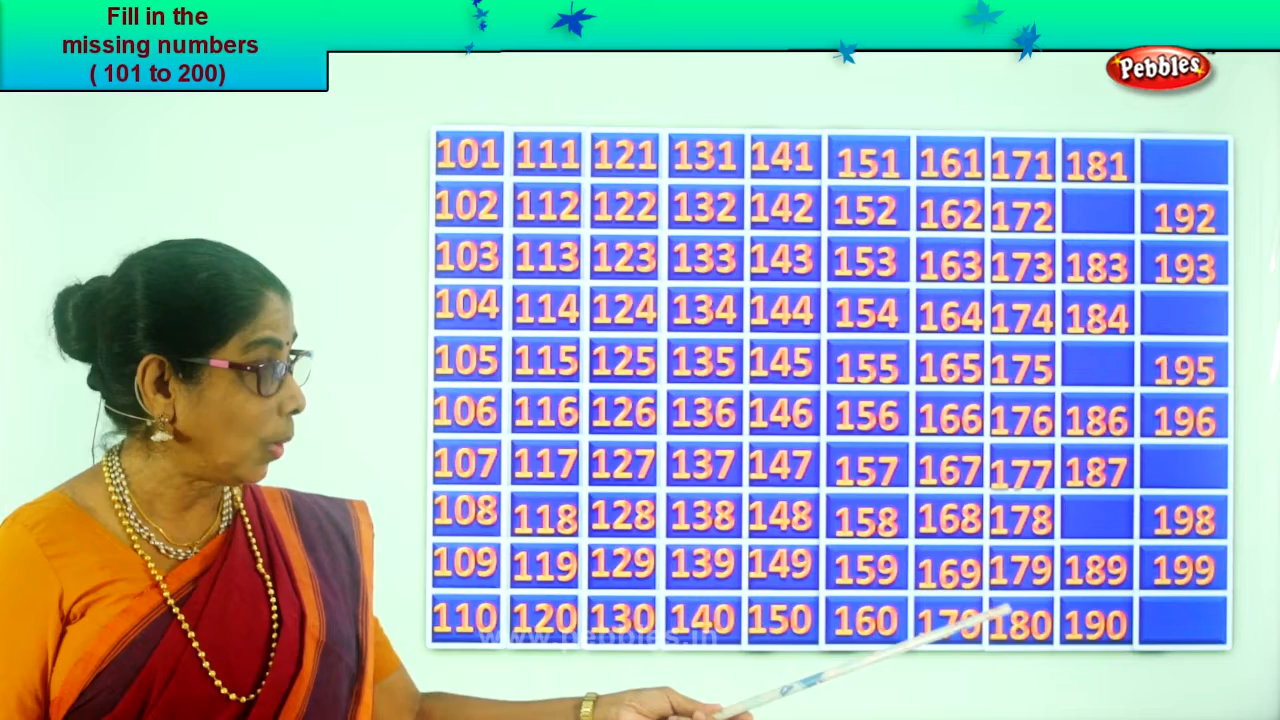 Fill in the
missing numbers
( 101 to 200)
Pebbles
101 111 121 131 141 151 161 171 181
102 112 122 132 142 152 162 172 192
103 113 123 133 143 153 163 173 183 193
104 114 124 134 144 154 164 174 184
105 115 125 135 145 155 165 175 195
106 116 126 136 146 156 166 176 186 196
107 117 127 137 147 157 167 177 187
108 118 128 138 148 158 168 178 198
109 119 129 139 149 159 169 179 189 199
110 120 130 140 150 160 170 180 190
www.pebbles.in